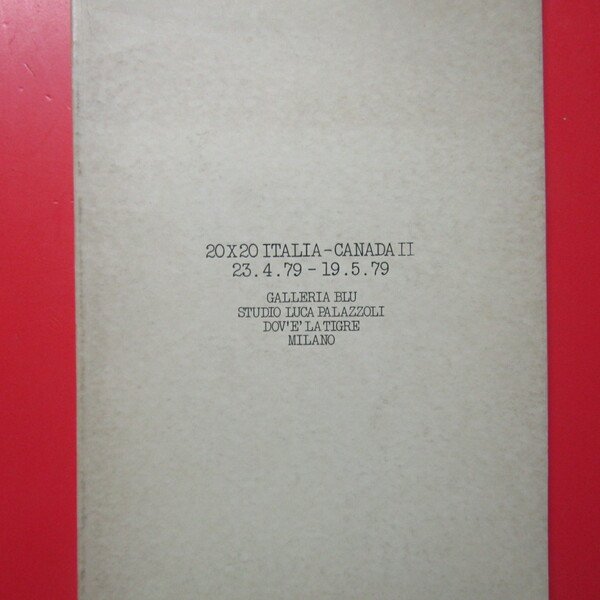 20X20 ITALIA-CANADA II
23.4.79 - 19.5.79
GALLERIA BLU
STUDIO LUCA PALAZZOLI
DOV'E' LA TIGRE
MILANO